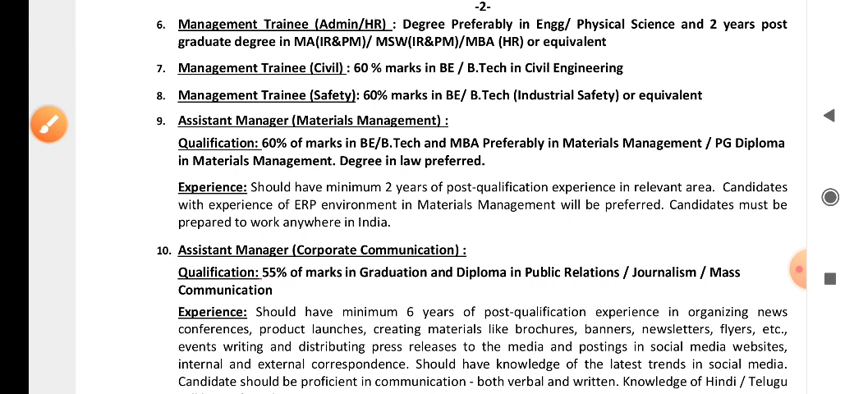 -2-
6. Management Trainee (Admin/HR) : Degree Preferably in Engg/ Physical Science and 2 years post
graduate degree in MA(IR&PM)/ MSW(IR&PM)/MBA (HR) or equivalent
7. Management Trainee (Civil) : 60 % marks in BE / B.Tech in Civil Engineering
8. Management Trainee (Safety): 60% marks in BE/ B.Tech (Industrial Safety) or equivalent
9. Assistant Manager (Materials Management) :
Qualification: 60% of marks in BE/B.Tech and MBA Preferably in Materials Management / PG Diploma
in Materials Management. Degree in law preferred.
Experience: Should have minimum 2 years of post-qualification experience in relevant area. Candidates
with experience of ERP environment in Materials Management will be preferred. Candidates must be
prepared to work anywhere in India.
10. Assistant Manager (Corporate Communication) :
Qualification: 55% of marks in Graduation and Diploma in Public Relations / Journalism / Mass
Communication
Experience: Should have minimum 6 years of post-qualification experience in organizing news
conferences, product launches, creating materials like brochures, banners, newsletters, flyers, etc.,
events writing and distributing press releases to the media and postings in social media websites,
internal and external correspondence. Should have knowledge of the latest trends in social media.
Candidate should be proficient in communication - both verbal and written. Knowledge of Hindi / Telugu